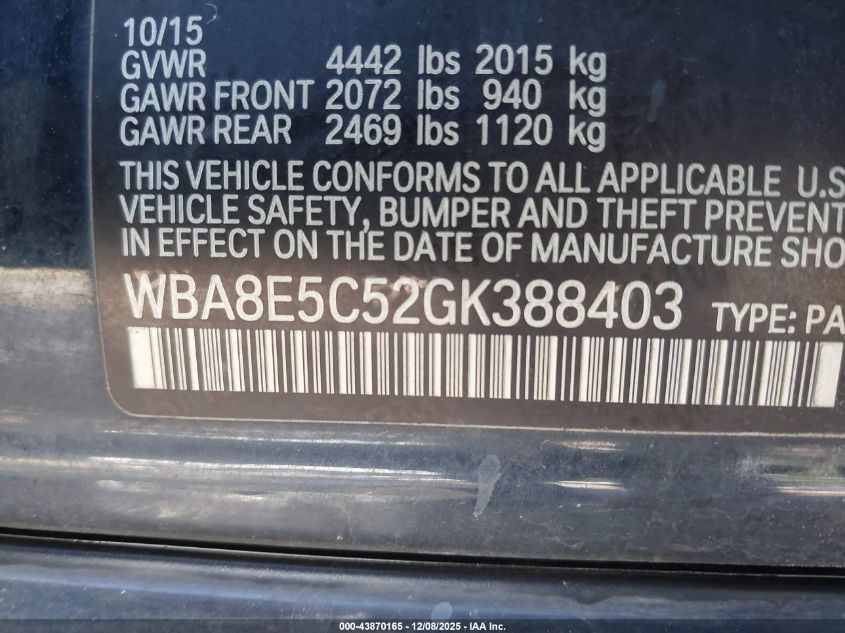 10/15
GVWR 4442 lbs 2015 kg
GAWR FRONT 2072 lbs 940 kg
GAWR REAR 2469 lbs 1120 kg
THIS VEHICLE CONFORMS TO ALL APPLICABLE U.S
VEHICLE SAFETY, BUMPER AND THEFT PREVENT
IN EFFECT ON THE DATE OF MANUFACTURE SHO
WBA8E5C52GK388403 TYPE: PA
000-43870165 - 12/08/2025 - IAA Inc.